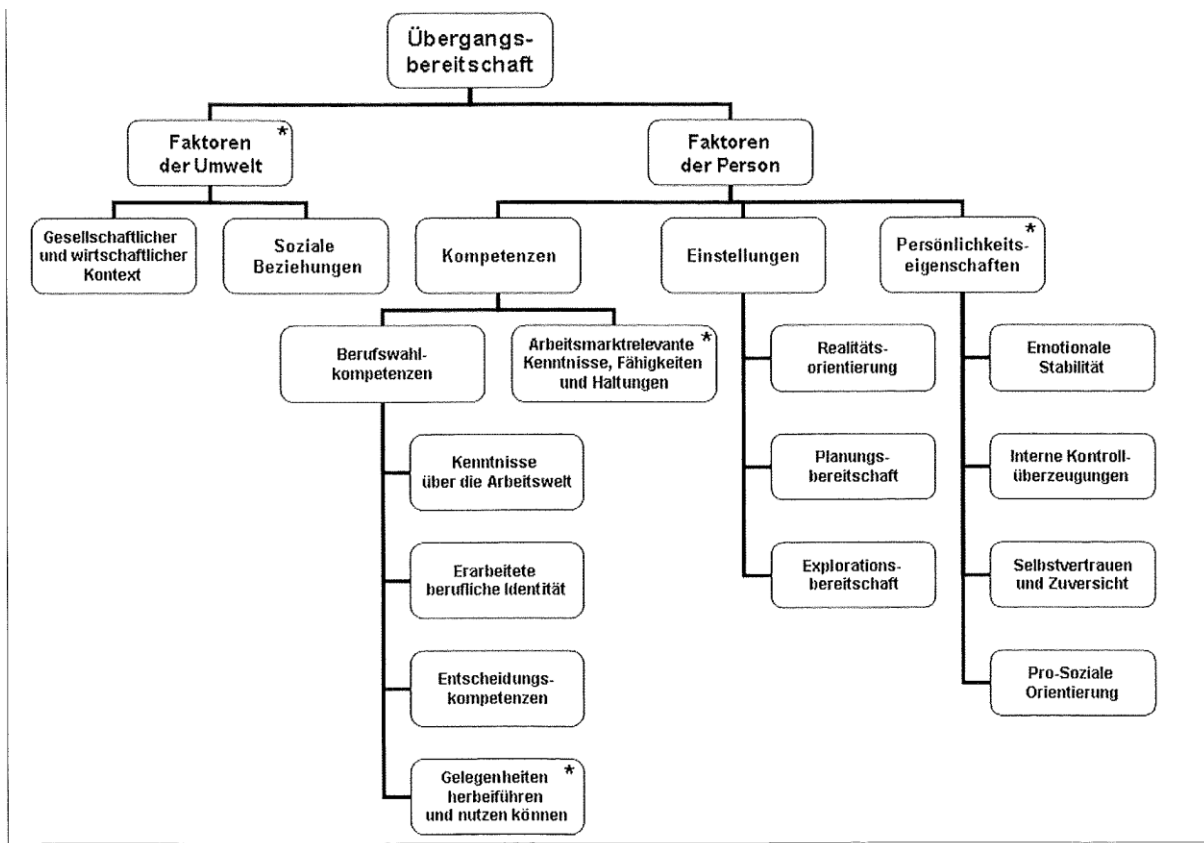 Übergangs-
bereitschaft
Faktoren *
der Umwelt
Faktoren
der Person
Gesellschaftlicher
und wirtschaftlicher
Kontext
Soziale
Beziehungen
Kompetenzen
Einstellungen
Persönlichkeits- *
eigenschaften
Berufswahl-
kompetenzen
Arbeitsmarktrelevante *
Kenntnisse, Fähigkeiten
und Haltungen
Realitäts-
orientierung
Emotionale
Stabilität
Kenntnisse
über die Arbeitswelt
Planungs-
bereitschaft
Interne Kontroll-
überzeugungen
Erarbeitete
berufliche Identität
Explorations-
bereitschaft
Selbstvertrauen
und Zuversicht
Entscheidungs-
kompetenzen
Pro-Soziale
Orientierung
Gelegenheiten *
herbeiführen
und nutzen können